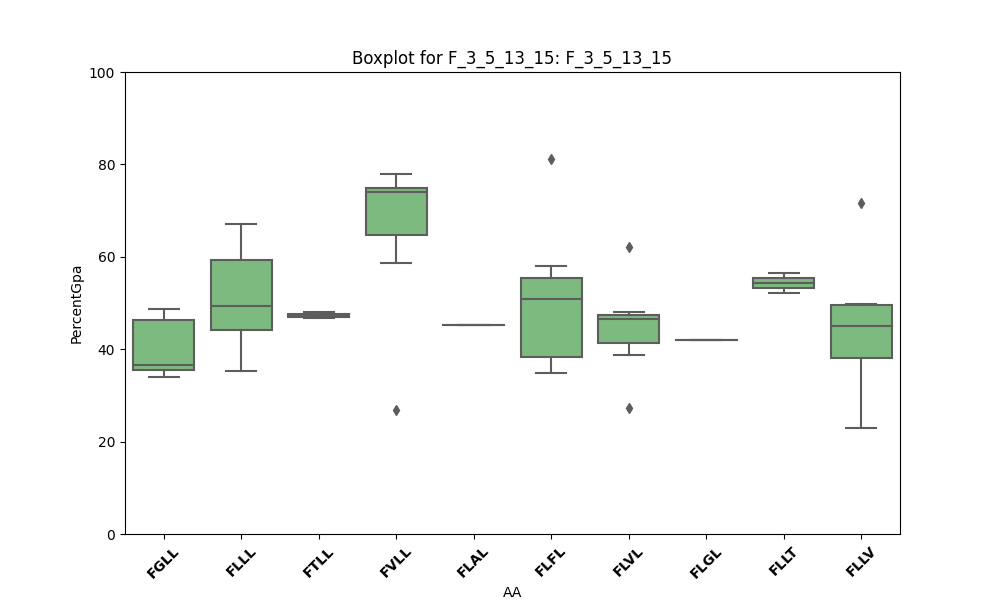 Boxplot for F_3_5_13_15: F_3_5_13_15
100
80
60
40
20
0
PercentGpa
FGLL
FLLL
FTLL
FVLL
FLAL
FLFL
FLVL
FLGL
FLLT
FLLV
AA